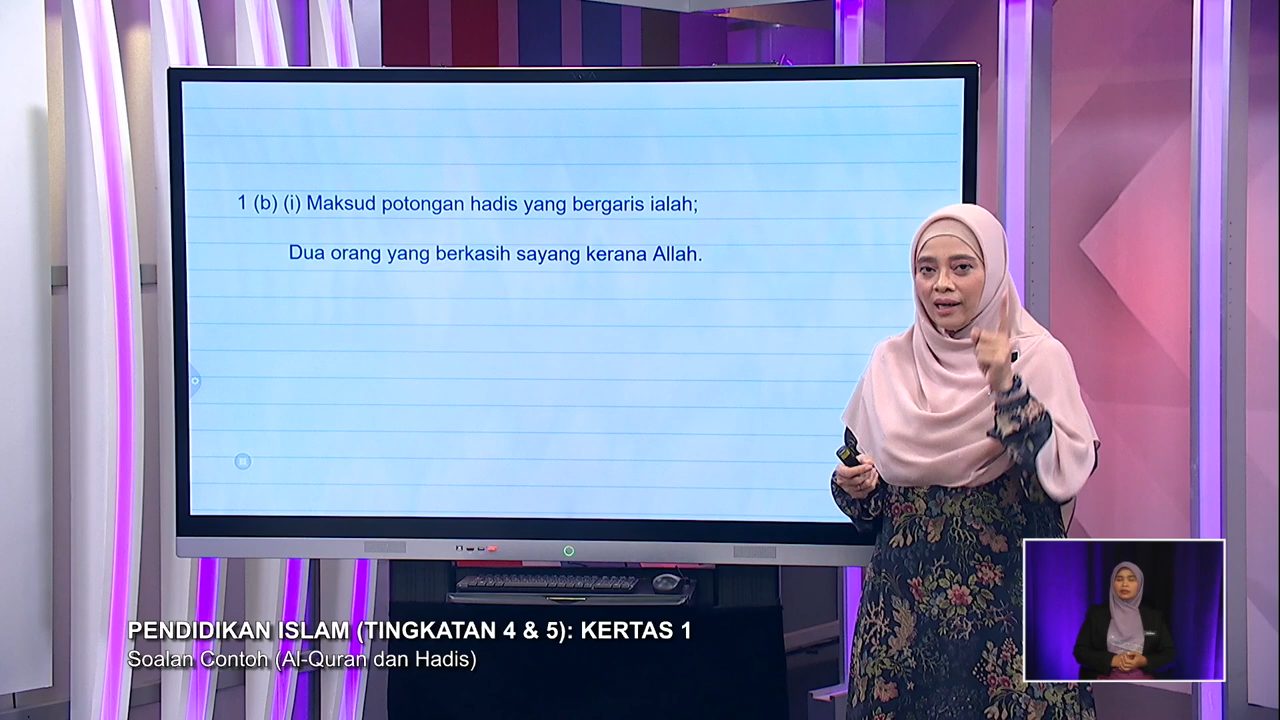 1 (b) (i) Maksud potongan hadis yang bergaris ialah;
Dua orang yang berkasih sayang kerana Allah.
PENDIDIKAN ISLAM (TINGKATAN 4 & 5): KERTAS 1
Soalan Contoh (Al-Quran dan Hadis)